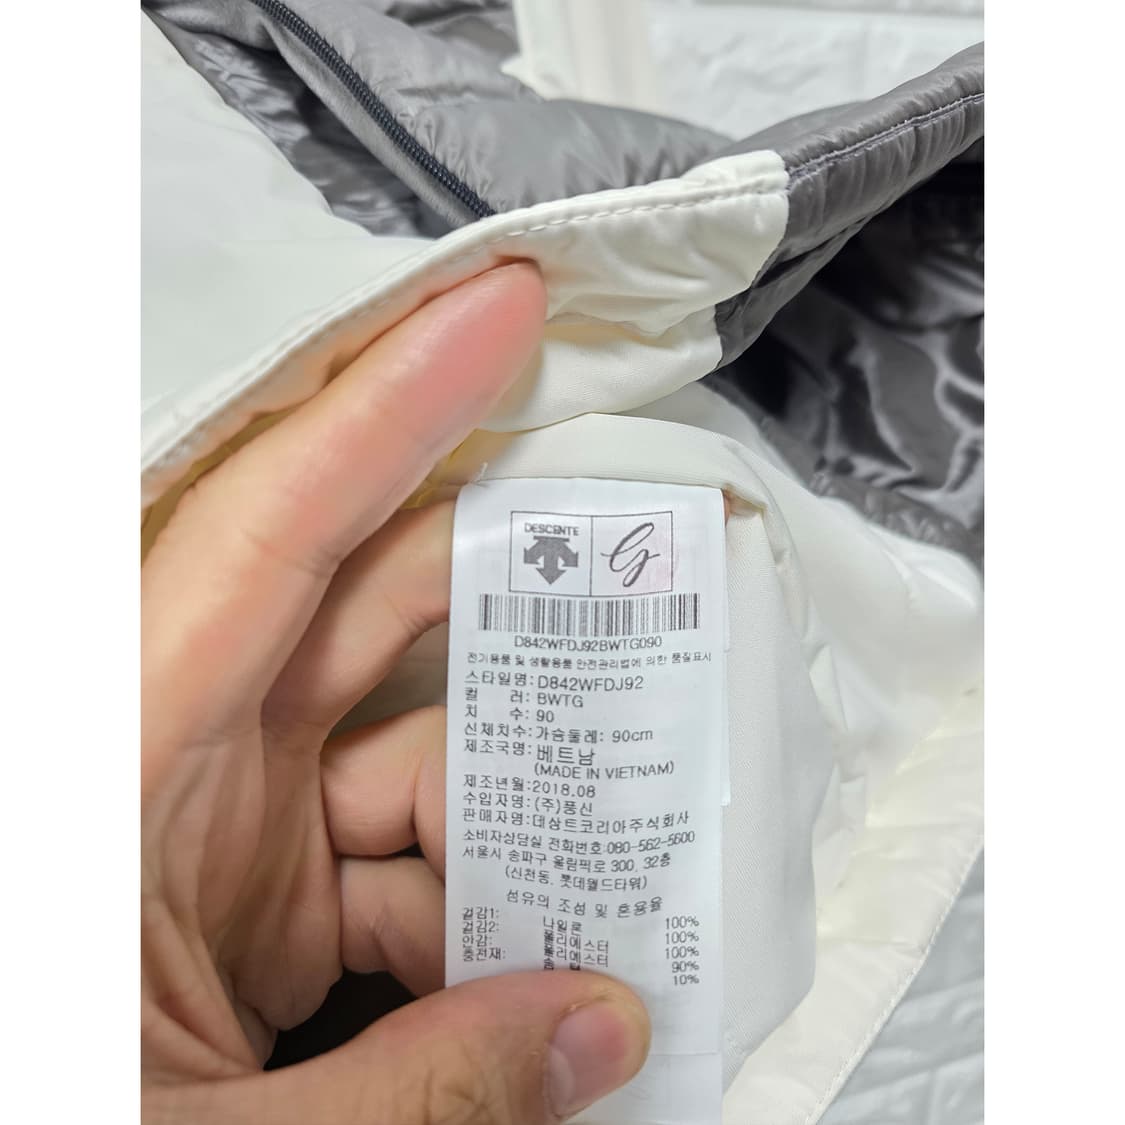 DESCENTE
G
D842WFDJ92BWTG090
전기용품 및 생활용품 안전관리법에 의한 품질표시
스타일명: D842WFDJ92
컬 러: BWTG
치 수: 90
신체치수: 가슴둘레: 90cm
제조국명: 베트남
(MADE IN VIETNAM)
제조년월: 2018.08
수입자명: (주)풍신
판매자명: 데상트코리아주식회사
소비자상담실 전화번호: 080-562-5600
서울시 송파구 올림픽로 300, 32층
(신천동. 롯데월드타워)
섬유의 조성 및 혼용율
겉감1: 나일론 100%
겉감2: 폴리에스터 100%
안감: 폴리에스터 100%
충전재: 솜털 90%
10%